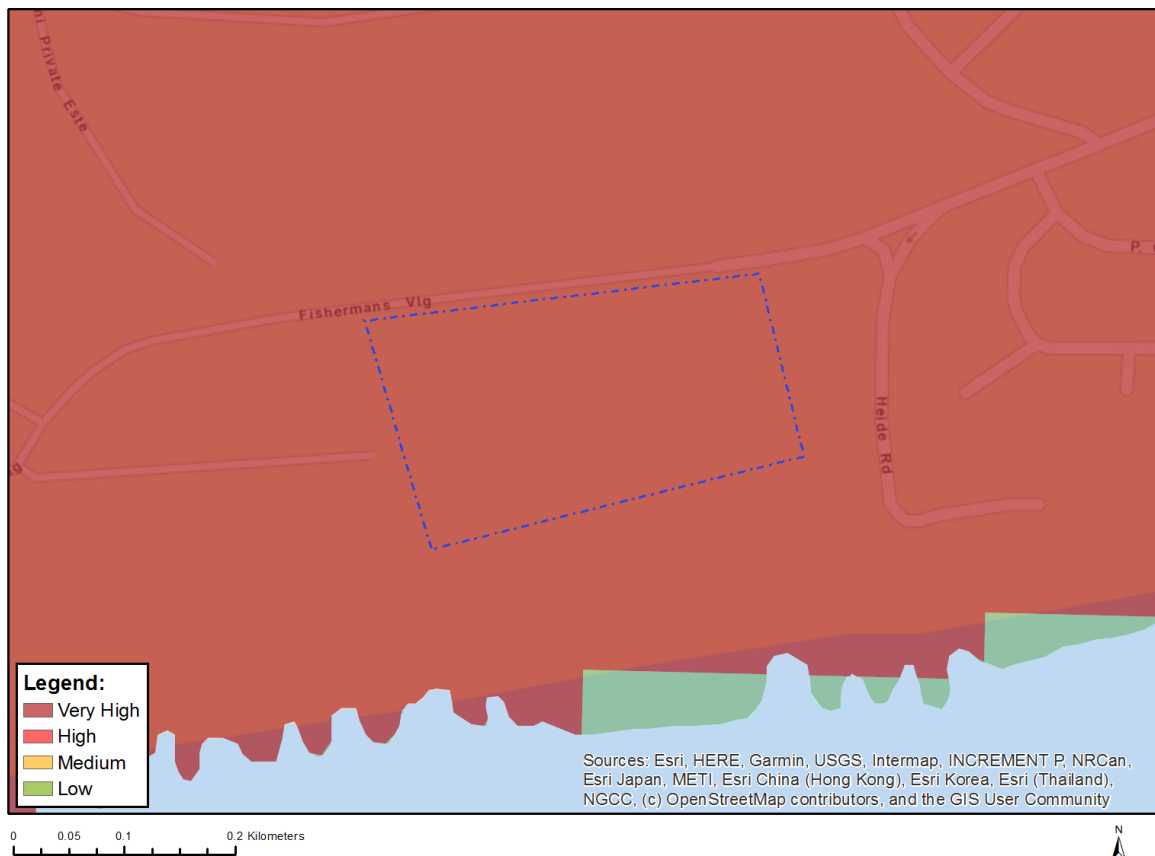 ni Private Este
Fishermans Vlg
P.
Heide Rd
Legend:
Very High
High
Medium
Low
Sources: Esri, HERE, Garmin, USGS, Intermap, INCREMENT P, NRCan,
Esri Japan, METI, Esri China (Hong Kong), Esri Korea, Esri (Thailand),
NGCC, (c) OpenStreetMap contributors, and the GIS User Community
0 0.05 0.1 0.2 Kilometers
N